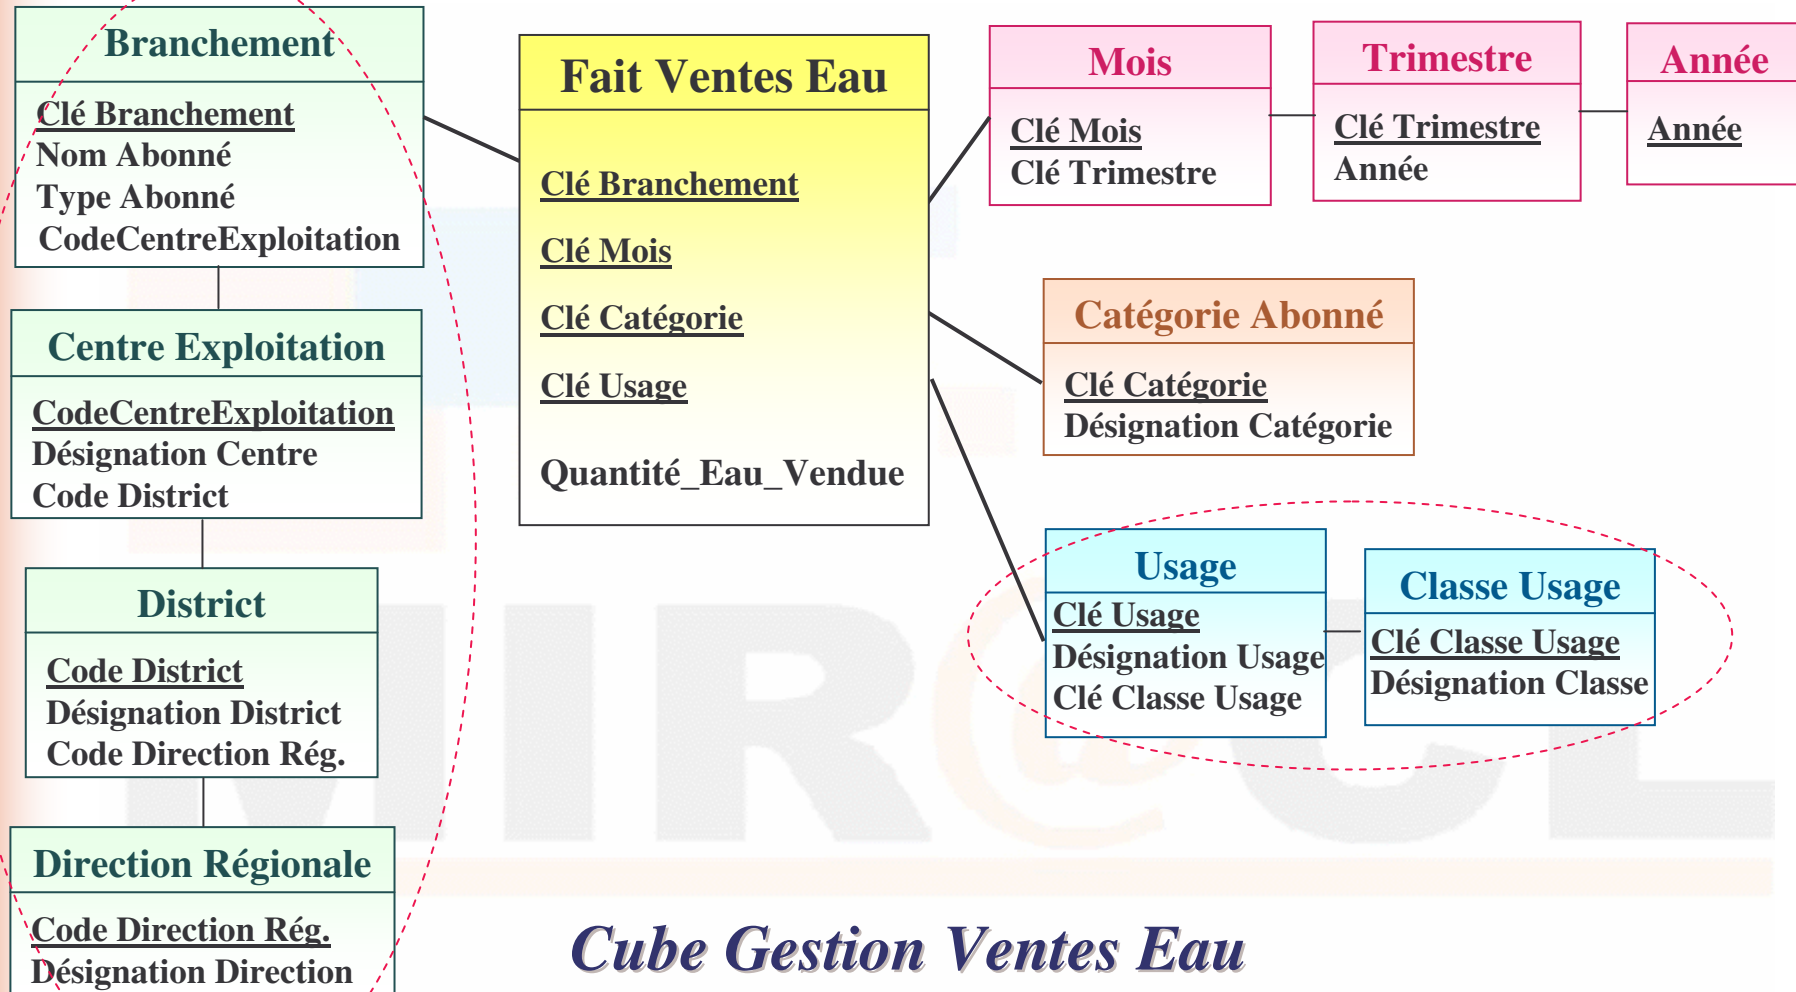 Branchement
Clé Branchement
Nom Abonné
Type Abonné
CodeCentreExploitation
Centre Exploitation
CodeCentreExploitation
Désignation Centre
Code District
District
Code District
Désignation District
Code Direction Rég.
Direction Régionale
Code Direction Rég.
Désignation Direction
Fait Ventes Eau
Clé Branchement
Clé Mois
Clé Catégorie
Clé Usage
Quantité_Eau_Vendue
Mois
Clé Mois
Clé Trimestre
Trimestre
Clé Trimestre
Année
Année
Année
Catégorie Abonné
Clé Catégorie
Désignation Catégorie
Usage
Clé Usage
Désignation Usage
Clé Classe Usage
Classe Usage
Clé Classe Usage
Désignation Classe
MIR@CL
Cube Gestion Ventes Eau